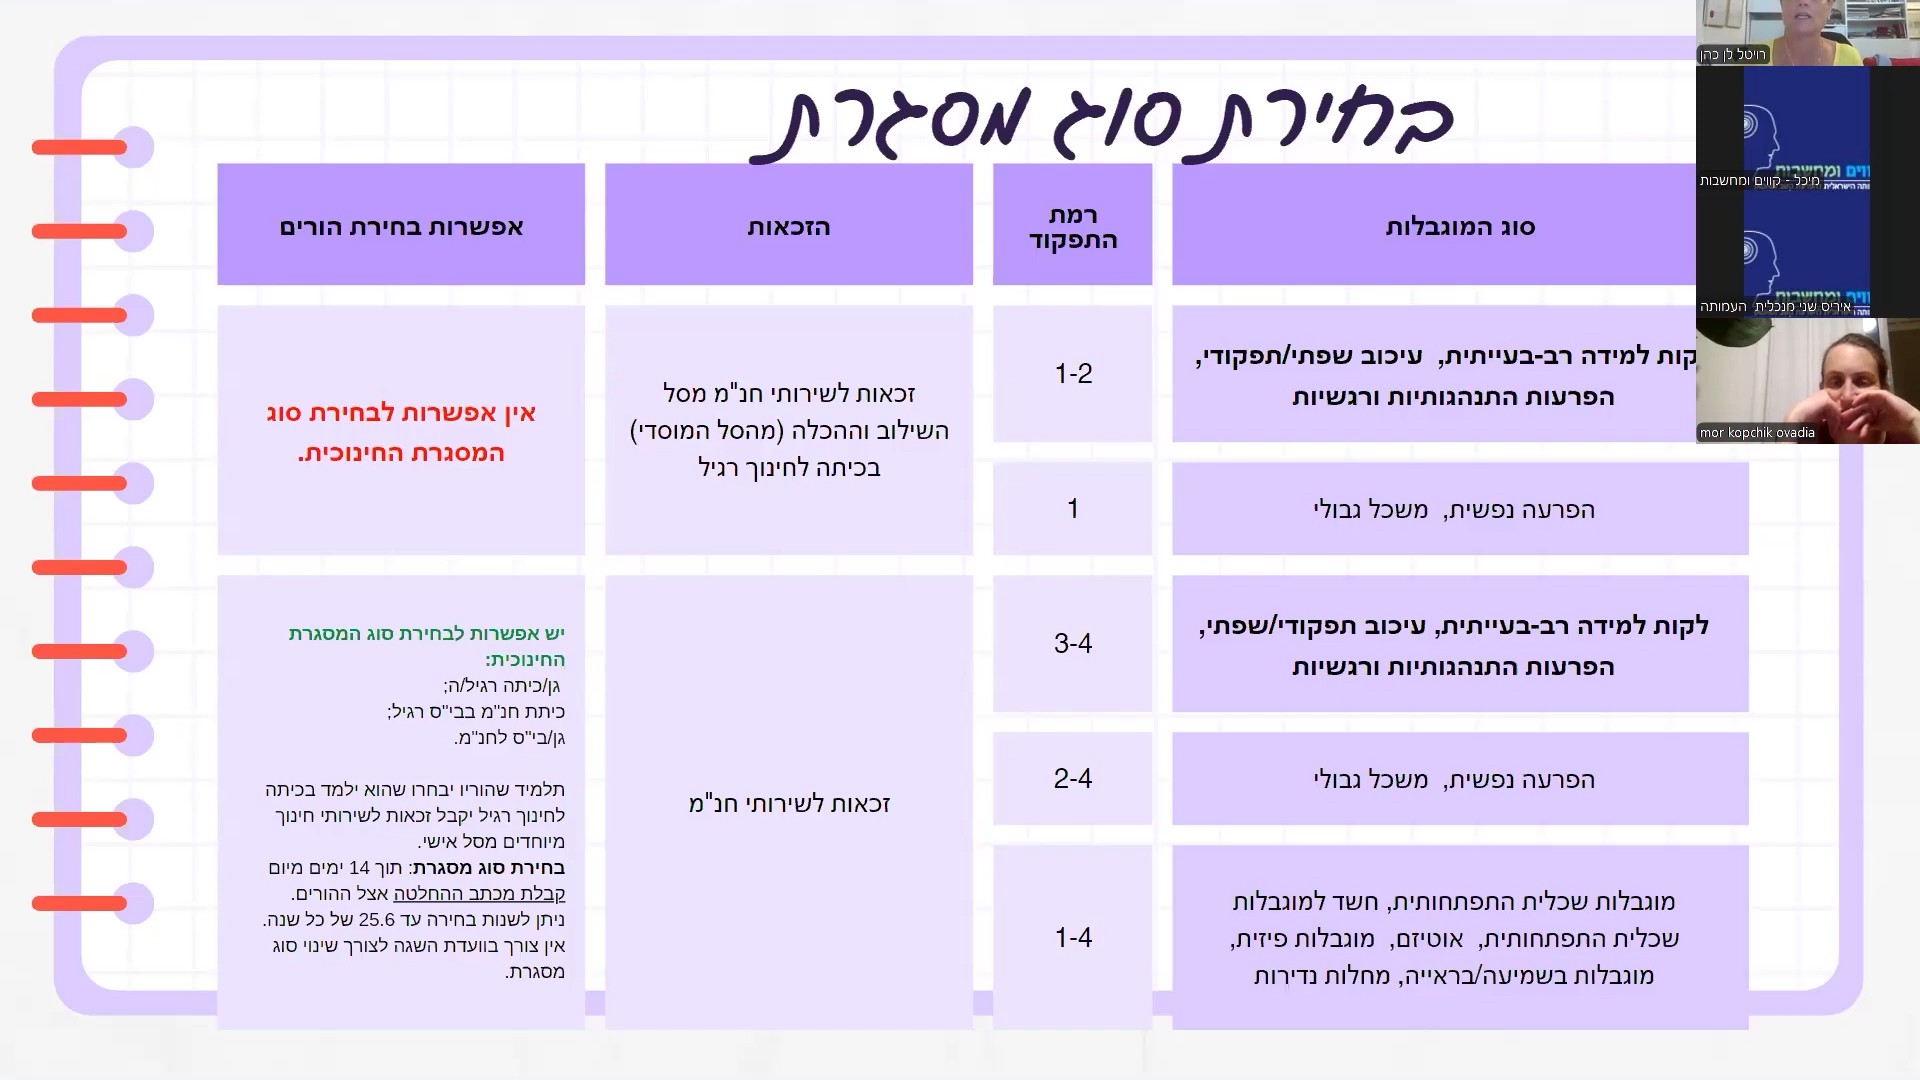 בחירת סוג מסגרת
סוג המוגבלות
רמת
התפקוד
הזכאות
אפשרות בחירת הורים
קות למידה רב-בעייתית, עיכוב שפתי/תפקודי,
הפרעות התנהגותיות ורגשיות
1-2
זכאות לשירותי חנ"מ מסל
השילוב וההכלה (מהסל המוסדי)
בכיתה לחינוך רגיל
אין אפשרות לבחירת סוג
המסגרת החינוכית.
הפרעה נפשית, משכל גבולי
1
לקות למידה רב-בעייתית, עיכוב תפקודי/שפתי,
הפרעות התנהגותיות ורגשיות
3-4
הפרעה נפשית, משכל גבולי
2-4
מוגבלות שכלית התפתחותית, חשד למוגבלות
שכלית התפתחותית, אוטיזם, מוגבלות פיזית,
מוגבלות בשמיעה/בראייה, מחלות נדירות
1-4
זכאות לשירותי חנ"מ
יש אפשרות לבחירת סוג המסגרת
החינוכית:
גן/כיתה רגיל/ה;
כיתת חנ"מ בבי"ס רגיל;
גן/בי"ס לחנ"מ.
תלמיד שהוריו יבחרו שהוא ילמד בכיתה
לחינוך רגיל יקבל זכאות לשירותי חינוך
מיוחדים מסל אישי.
בחירת סוג מסגרת: תוך 14 ימים מיום
קבלת מכתב ההחלטה אצל ההורים.
ניתן לשנות בחירה עד 25.6 של כל שנה.
אין צורך בוועדת השגה לצורך שינוי סוג
מסגרת.
רויטל לן כהן
מיכל - קווים ומחשבות
איריס שני מנכלית העמותה
mor kopchik ovadia